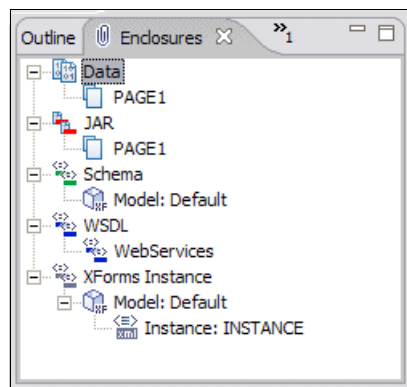 Outline Enclosures »1
Data
PAGE1
JAR
PAGE1
Schema
Model: Default
WSDL
WebServices
XForms Instance
Model: Default
Instance: INSTANCE